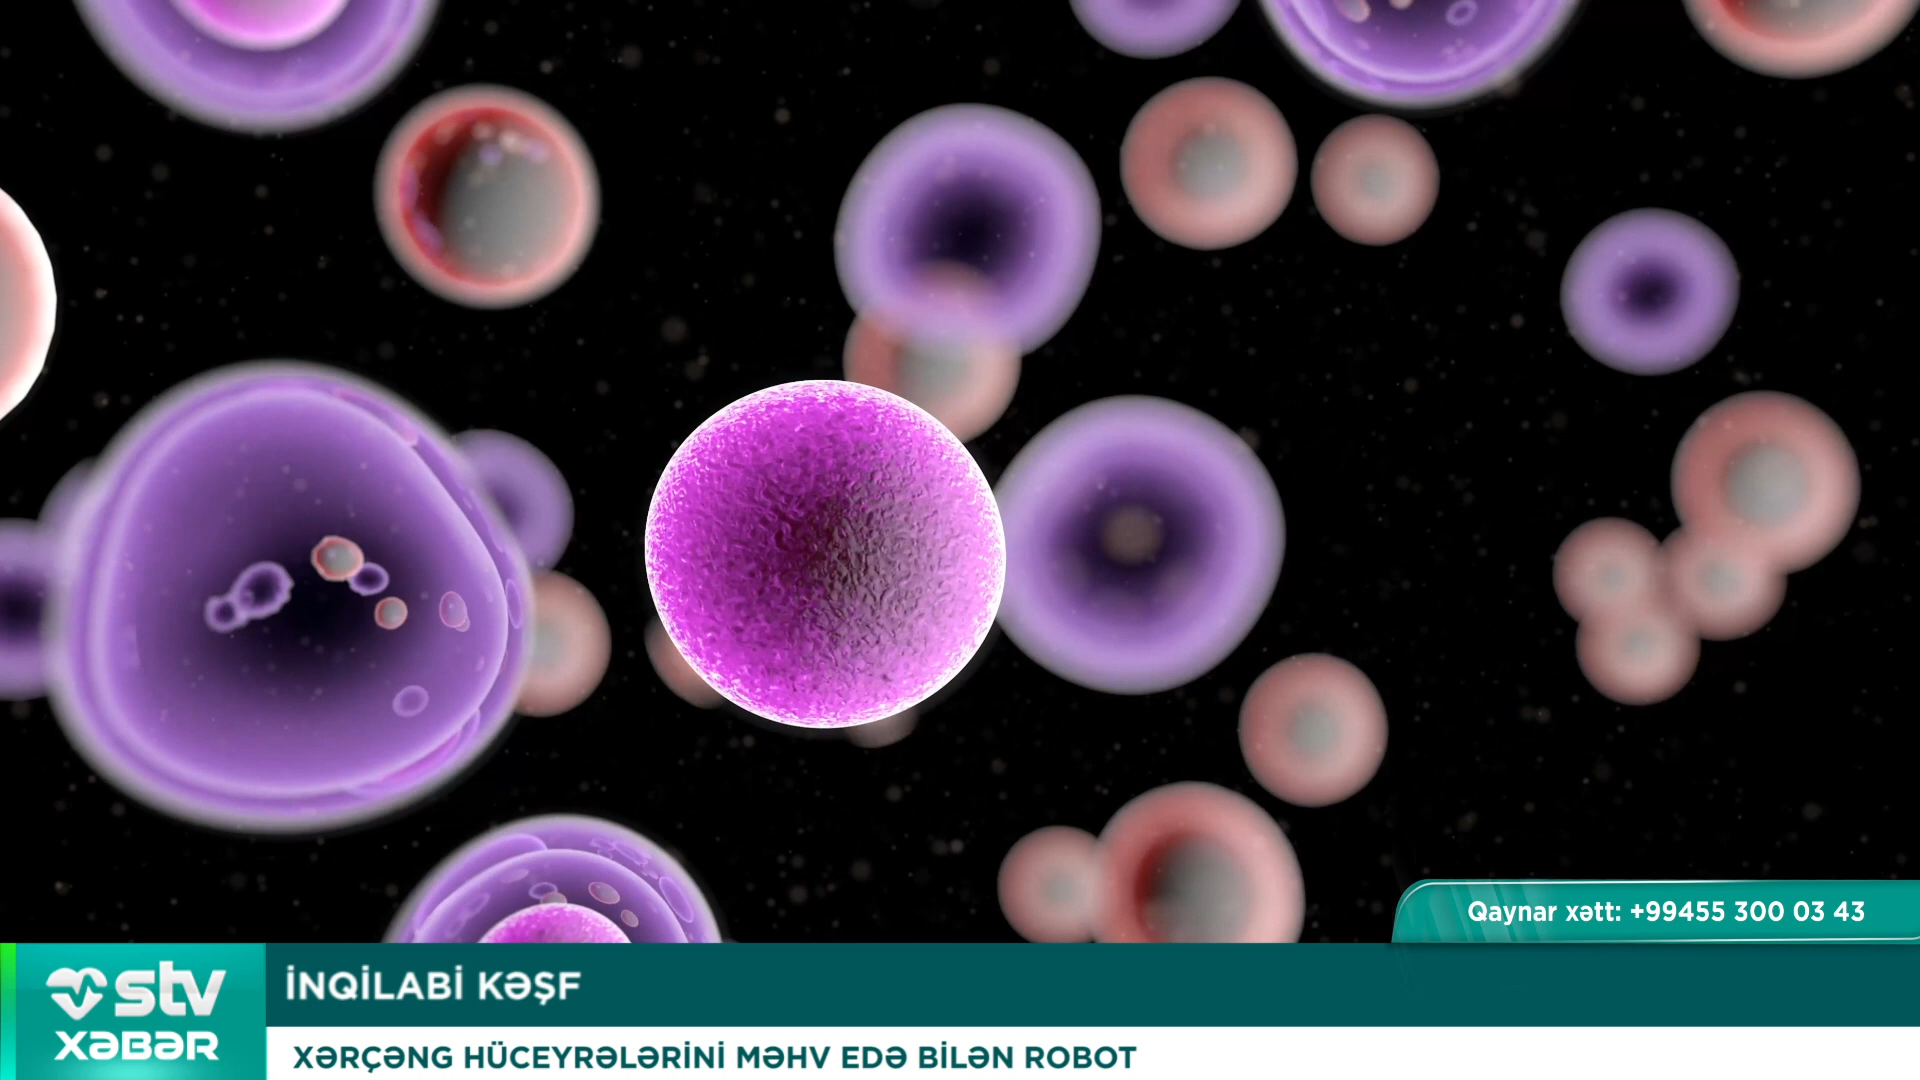 Qaynar xətt: +99455 300 03 43
stv
XƏBƏR
İNQİLABİ KƏŞF
XƏRÇƏNG HÜCEYRƏLƏRİNİ MƏHV EDƏ BİLƏN ROBOT